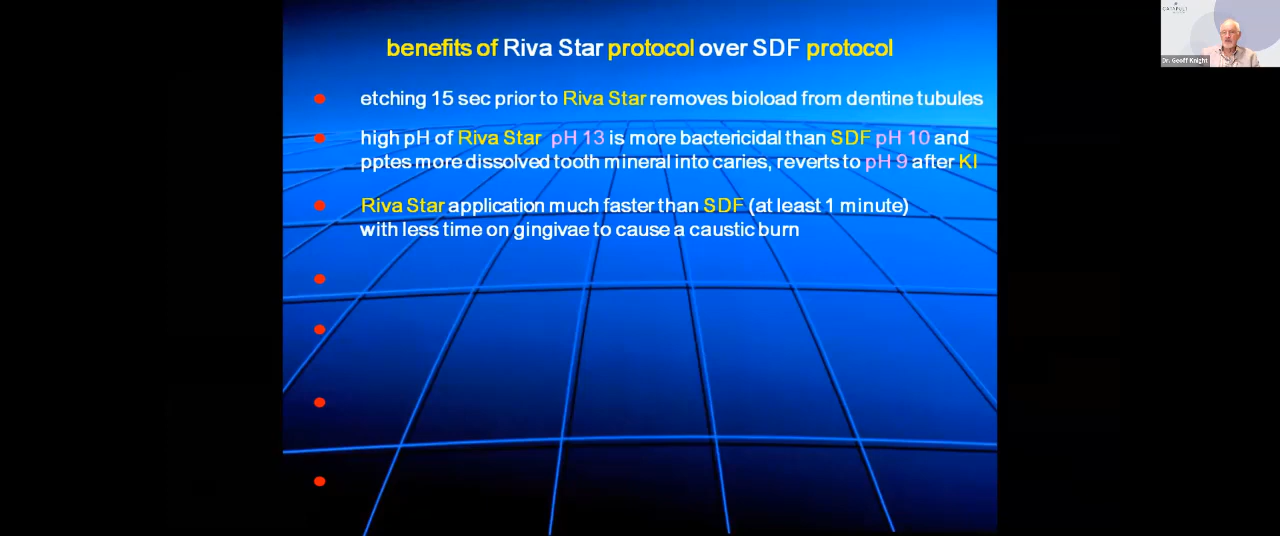 benefits of Riva Star protocol over SDF protocol
etching 15 sec prior to Riva Star removes bioload from dentine tubules
high pH of Riva Star pH 13 is more bactericidal than SDF pH 10 and
pptes more dissolved tooth mineral into caries, reverts to pH 9 after KI
Riva Star application much faster than SDF (at least 1 minute)
with less time on gingivae to cause a caustic burn
CATAPULT
Dr. Geoff Knight